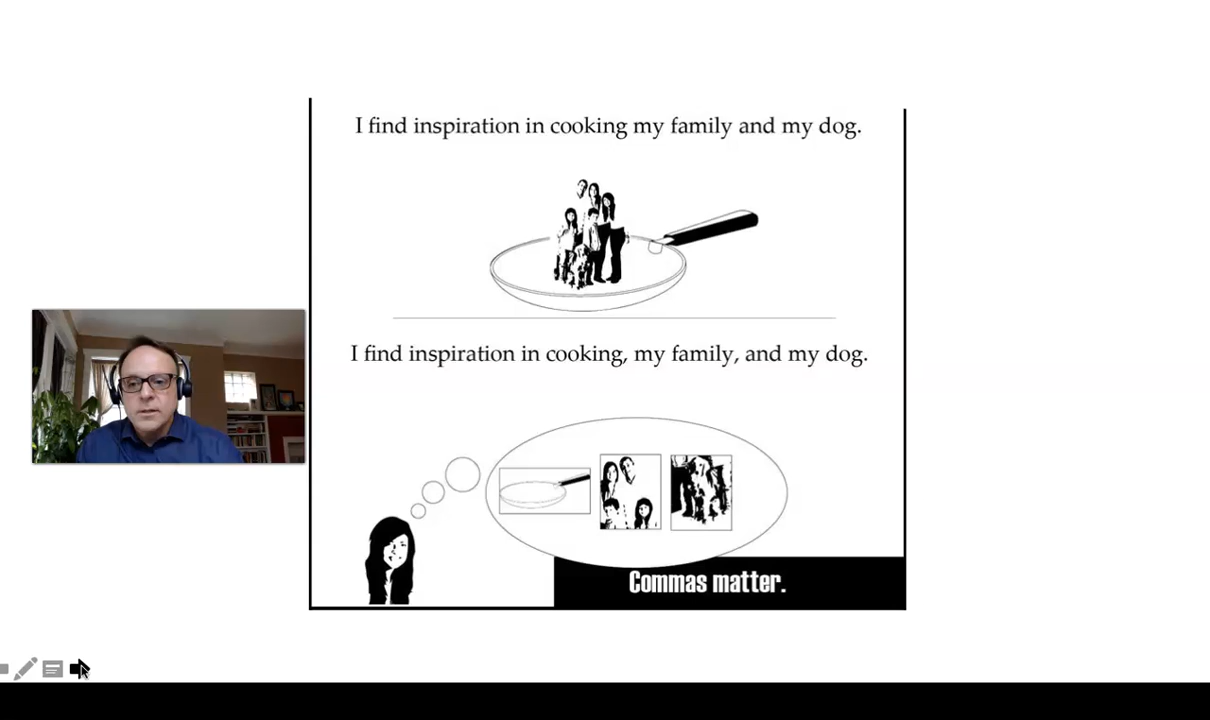 I find inspiration in cooking my family and my dog.
I find inspiration in cooking, my family, and my dog.
Commas matter.